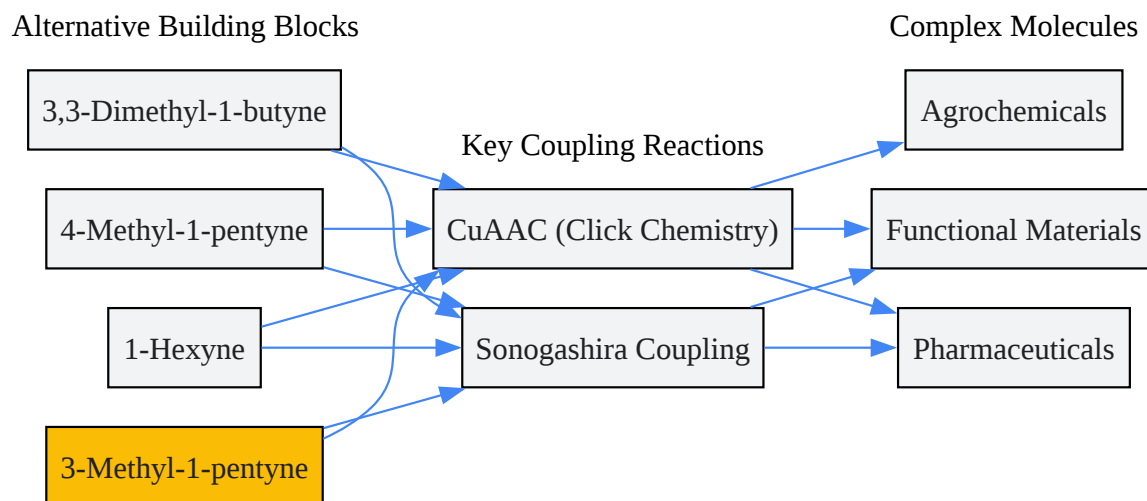 Alternative Building Blocks
3,3-Dimethyl-1-butyne
4-Methyl-1-pentyne
1-Hexyne
3-Methyl-1-pentyne
Key Coupling Reactions
CuAAC (Click Chemistry)
Sonogashira Coupling
Complex Molecules
Agrochemicals
Functional Materials
Pharmaceuticals